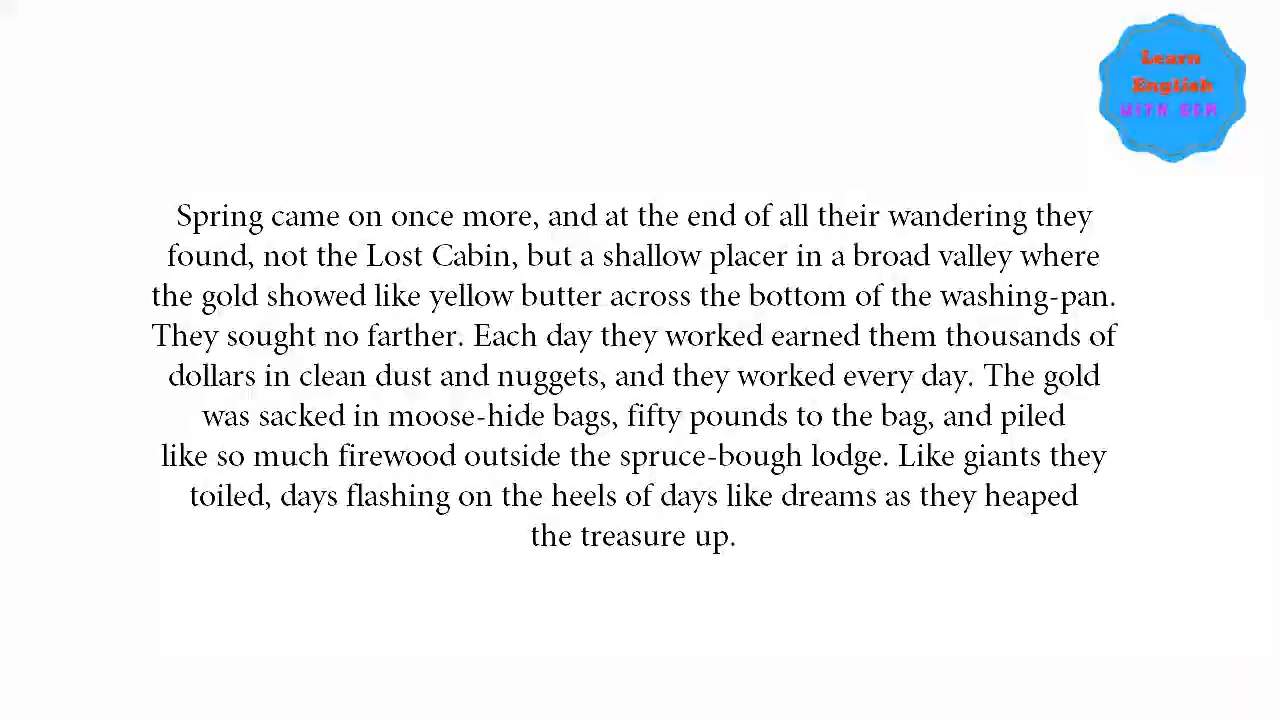 Learn
English
WITH GEM
Spring came on once more, and at the end of all their wandering they
found, not the Lost Cabin, but a shallow placer in a broad valley where
the gold showed like yellow butter across the bottom of the washing-pan.
They sought no farther. Each day they worked earned them thousands of
dollars in clean dust and nuggets, and they worked every day. The gold
was sacked in moose-hide bags, fifty pounds to the bag, and piled
like so much firewood outside the spruce-bough lodge. Like giants they
toiled, days flashing on the heels of days like dreams as they heaped
the treasure up.